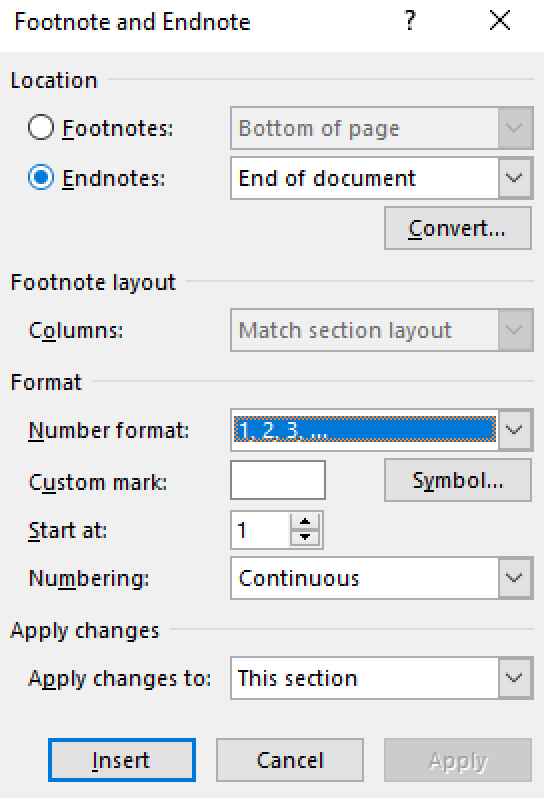 Footnote and Endnote ?
Location
Footnotes: Bottom of page
Endnotes: End of document
Convert...
Footnote layout
Columns: Match section layout
Format
Number format: 1, 2, 3, ...
Custom mark: Symbol...
Start at: 1
Numbering: Continuous
Apply changes
Apply changes to: This section
Insert Cancel Apply